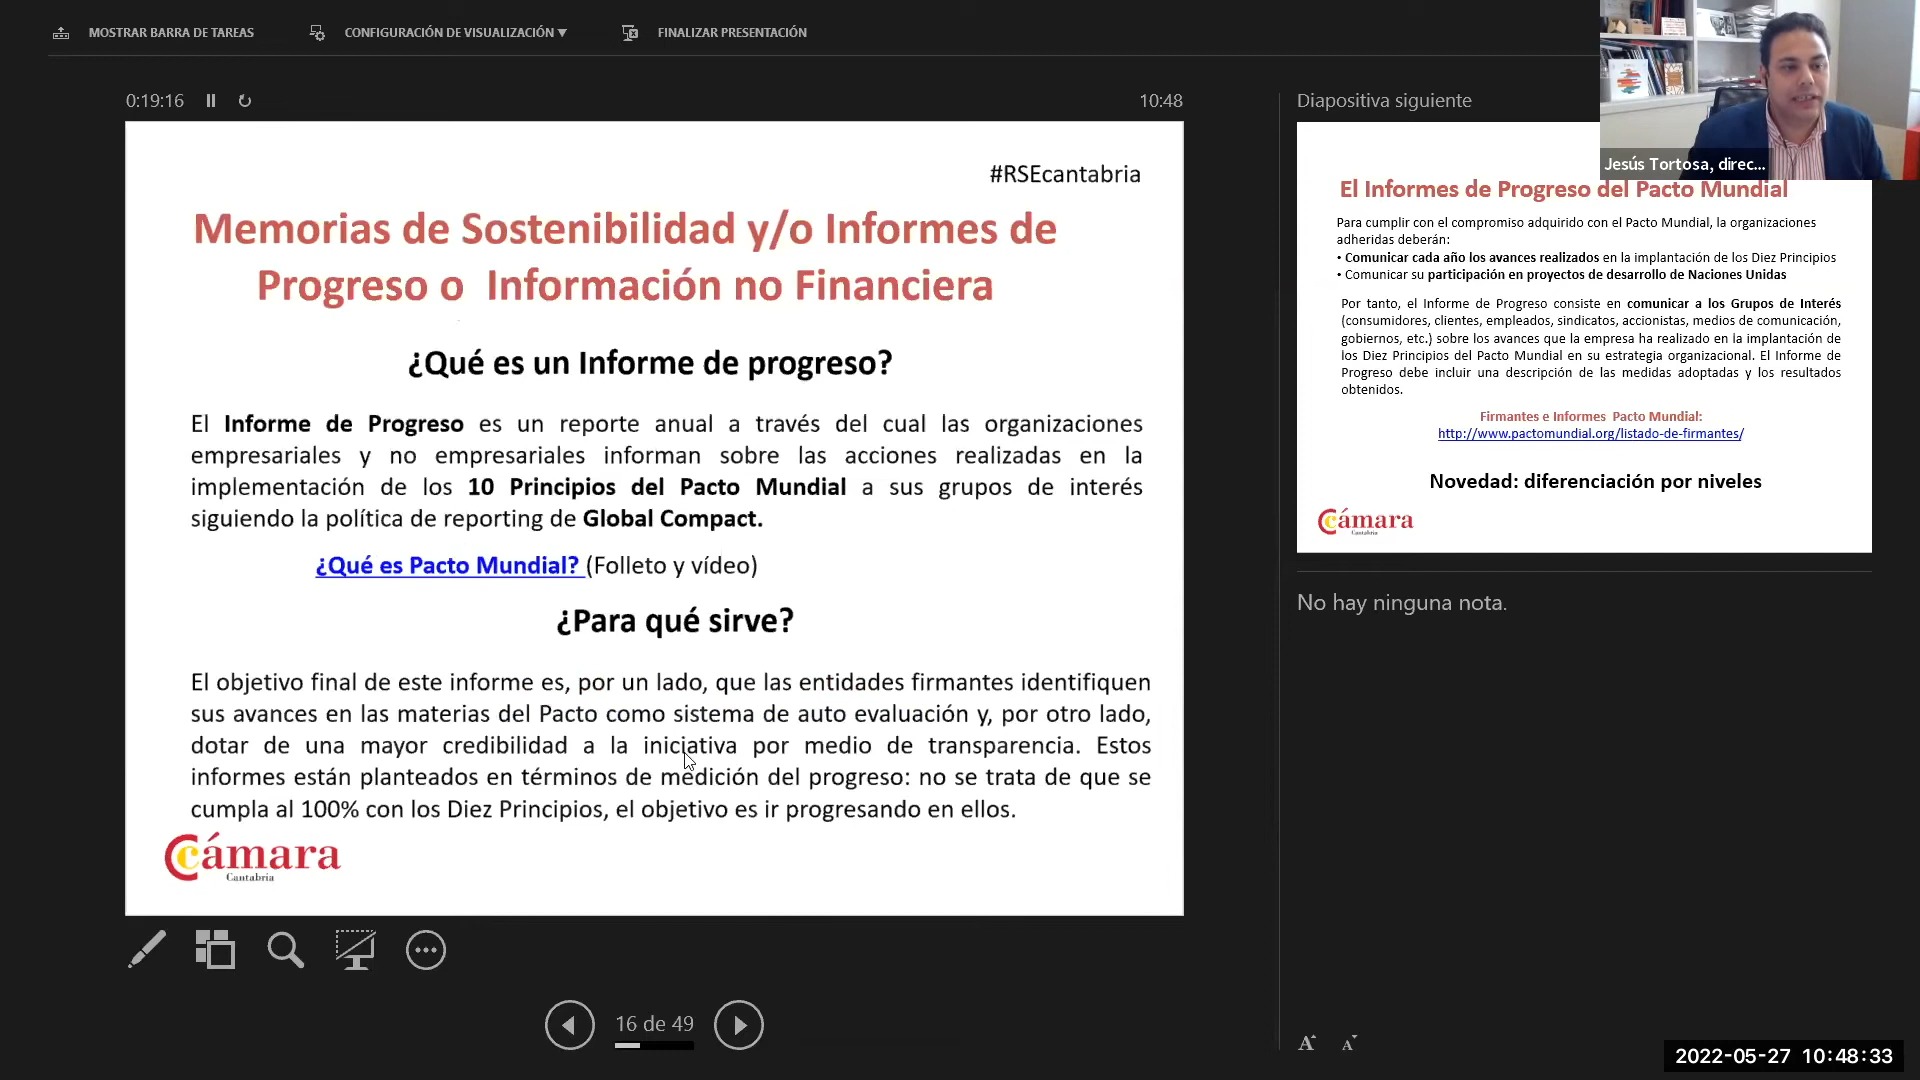 MOSTRAR BARRA DE TAREAS
CONFIGURACIÓN DE VISUALIZACIÓN ▼
FINALIZAR PRESENTACIÓN
0:19:16
10:48
#RSEcantabria
Memorias de Sostenibilidad y/o Informes de
Progreso o Información no Financiera
¿Qué es un Informe de progreso?
El Informe de Progreso es un reporte anual a través del cual las organizaciones
empresariales y no empresariales informan sobre las acciones realizadas en la
implementación de los 10 Principios del Pacto Mundial a sus grupos de interés
siguiendo la política de reporting de Global Compact.
¿Qué es Pacto Mundial? (Folleto y vídeo)
¿Para qué sirve?
El objetivo final de este informe es, por un lado, que las entidades firmantes identifiquen
sus avances en las materias del Pacto como sistema de auto evaluación y, por otro lado,
dotar de una mayor credibilidad a la iniciativa por medio de transparencia. Estos
informes están planteados en términos de medición del progreso: no se trata de que se
cumpla al 100% con los Diez Principios, el objetivo es ir progresando en ellos.
Cámara
Cantabria
16 de 49
Diapositiva siguiente
Jesús Tortosa, direc...
El Informes de Progreso del Pacto Mundial
Para cumplir con el compromiso adquirido con el Pacto Mundial, la organizaciones
adheridas deberán:
• Comunicar cada año los avances realizados en la implantación de los Diez Principios
• Comunicar su participación en proyectos de desarrollo de Naciones Unidas
Por tanto, el Informe de Progreso consiste en comunicar a los Grupos de Interés
(consumidores, clientes, empleados, sindicatos, accionistas, medios de comunicación,
gobiernos, etc.) sobre los avances que la empresa ha realizado en la implantación de
los Diez Principios del Pacto Mundial en su estrategia organizacional. El Informe de
Progreso debe incluir una descripción de las medidas adoptadas y los resultados
obtenidos.
Firmantes e Informes Pacto Mundial:
http://www.pactomundial.org/listado-de-firmantes/
Novedad: diferenciación por niveles
Cámara
Cantabria
No hay ninguna nota.
A A
2022-05-27 10:48:33